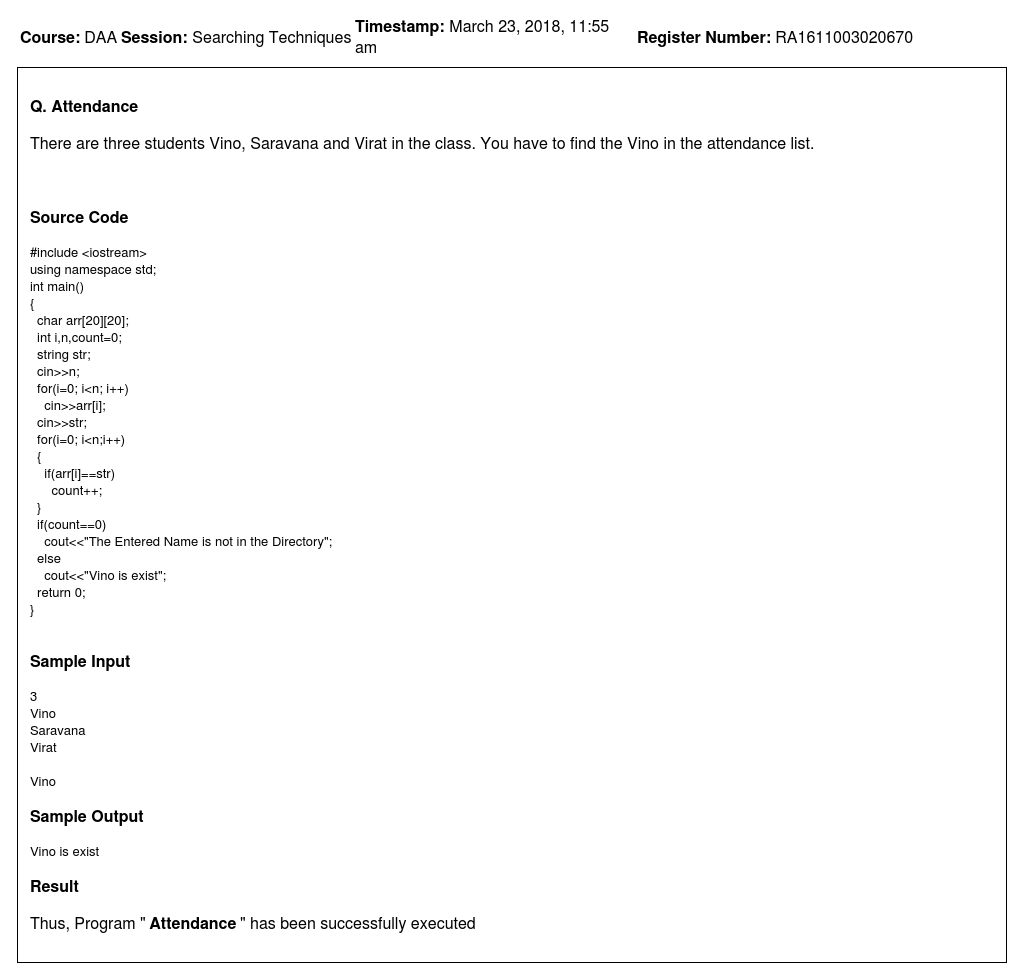 Course: DAA Session: Searching Techniques Timestamp: March 23, 2018, 11:55 am Register Number: RA1611003020670
Q. Attendance
There are three students Vino, Saravana and Virat in the class. You have to find the Vino in the attendance list.
Source Code
#include <iostream>
using namespace std;
int main()
{
  char arr[20][20];
  int i,n,count=0;
  string str;
  cin>>n;
  for(i=0; i<n; i++)
    cin>>arr[i];
  cin>>str;
  for(i=0; i<n;i++)
  {
    if(arr[i]==str)
      count++;
  }
  if(count==0)
    cout<<"The Entered Name is not in the Directory";
  else
    cout<<"Vino is exist";
  return 0;
}
Sample Input
3
Vino
Saravana
Virat
Vino
Sample Output
Vino is exist
Result
Thus, Program " Attendance " has been successfully executed